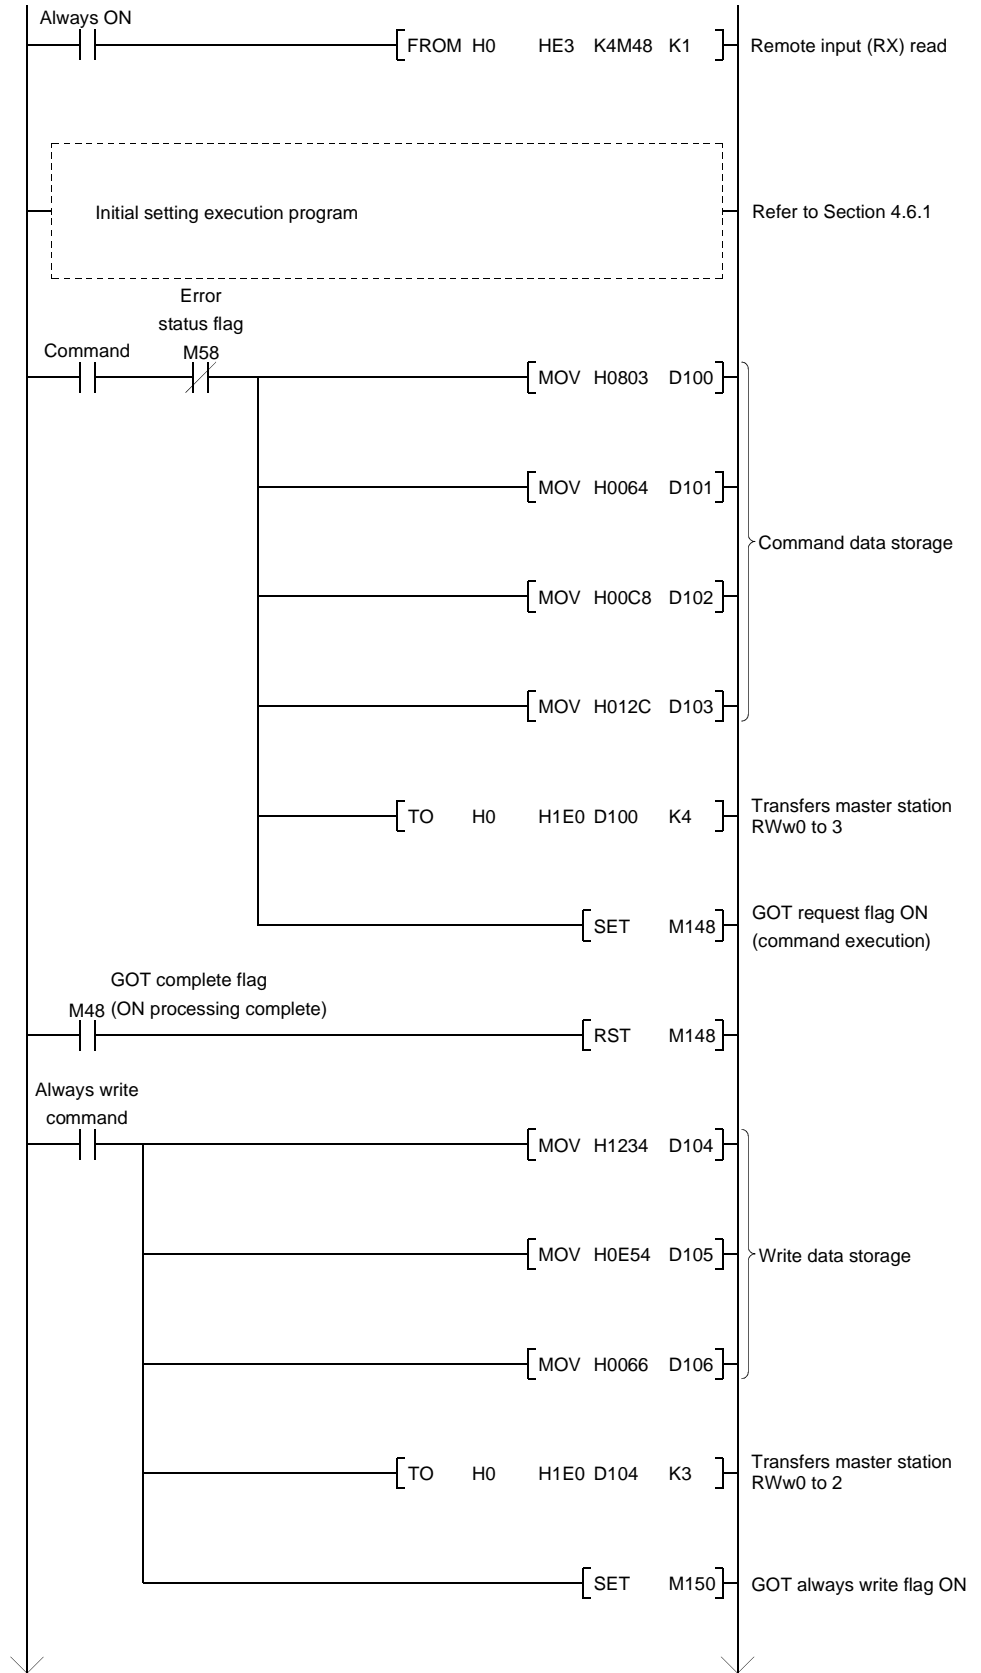 Always ON
FROM H0 HE3 K4M48 K1 Remote input (RX) read
Initial setting execution program Refer to Section 4.6.1
Error
status flag
Command M58
MOV H0803 D100
MOV H0064 D101
Command data storage
MOV H00C8 D102
MOV H012C D103
TO H0 H1E0 D100 K4
Transfers master station
RWw0 to 3
SET M148
GOT request flag ON
(command execution)
GOT complete flag
M48 (ON processing complete)
RST M148
Always write
command
MOV H1234 D104
MOV H0E54 D105
Write data storage
MOV H0066 D106
TO H0 H1E0 D104 K3
Transfers master station
RWw0 to 2
SET M150 GOT always write flag ON